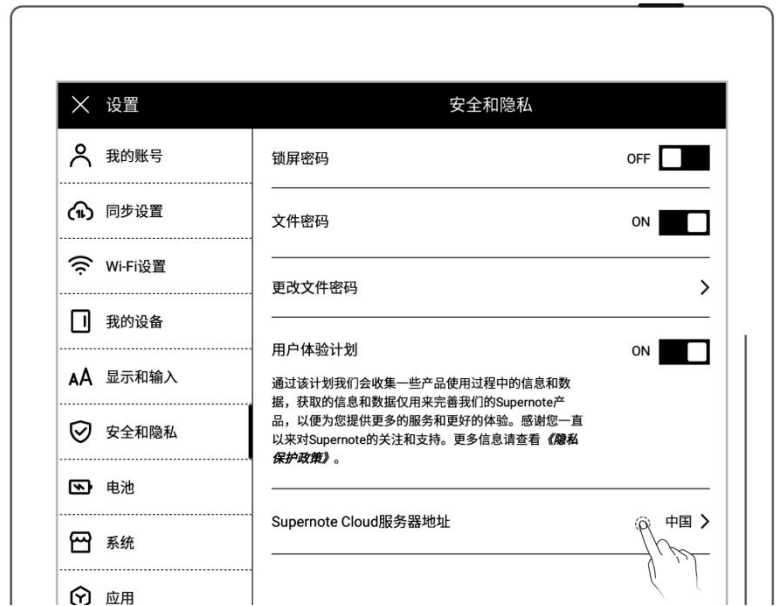 设置
安全和隐私
我的账号
同步设置
Wi-Fi设置
我的设备
AA 显示和输入
安全和隐私
电池
系统
应用
锁屏密码 OFF
文件密码 ON
更改文件密码
用户体验计划 ON
通过该计划我们会收集一些产品使用过程中的信息和数
据，获取的信息和数据仅用来完善我们的Supernote产
品，以便为您提供更多的服务和更好的体验。感谢您一直
以来对Supernote的关注和支持。更多信息请查看《隐私
保护政策》。
Supernote Cloud服务器地址 中国